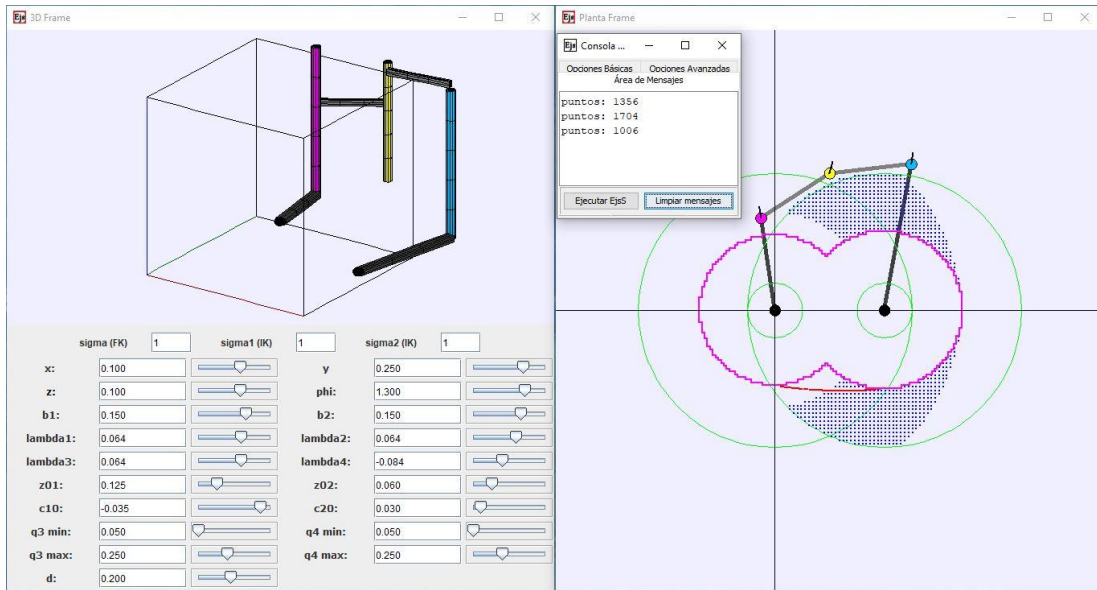 3D Frame
sigma (FK) 1 sigma1 (IK) 1 sigma2 (IK) 1
x: 0.100 y 0.250
z: 0.100 phi: 1.300
b1: 0.150 b2: 0.150
lambda1: 0.064 lambda2: 0.064
lambda3: 0.064 lambda4: -0.084
z01: 0.125 z02: 0.060
c10: -0.035 c20: 0.030
q3 min: 0.050 q4 min: 0.050
q3 max: 0.250 q4 max: 0.250
d: 0.200
Planta Frame
Consola ...
Opciones Básicas Opciones Avanzadas
Área de Mensajes
puntos: 1356
puntos: 1704
puntos: 1006
Ejecutar EjsS Limpiar mensajes